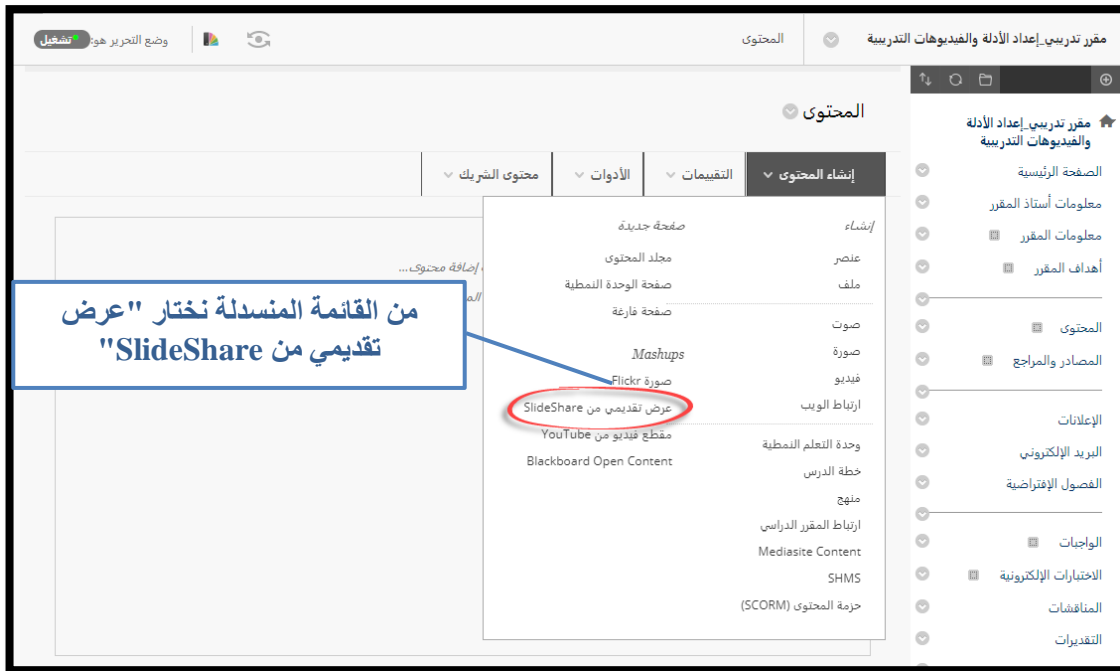 مقرر تدريبي_إعداد الأدلة والفيديوهات التدريبية
المحتوى
وضع التحرير هو:
تشغيل
مقرر تدريبي_إعداد الأدلة
والفيديوهات التدريبية
الصفحة الرئيسية
معلومات أستاذ المقرر
معلومات المقرر
أهداف المقرر
المحتوى
المصادر والمراجع
الإعلانات
البريد الإلكتروني
الفصول الإفتراضية
الواجبات
الاختبارات الإلكترونية
المناقشات
التقديرات
المحتوى
إنشاء المحتوى
التقييمات
الأدوات
محتوى الشريك
إنشاء
عنصر
ملف
صوت
صورة
فيديو
ارتباط الويب
وحدة التعلم النمطية
خطة الدرس
منهج
ارتباط المقرر الدراسي
Mediasite Content
SHMS
حزمة المحتوى (SCORM)
صفحة جديدة
مجلد المحتوى
صفحة الوحدة النمطية
صفحة فارغة
Mashups
صورة Flickr
عرض تقديمي من SlideShare
مقطع فيديو من YouTube
Blackboard Open Content
إضافة محتوى...
من القائمة المنسدلة نختار "عرض
تقديمي من SlideShare"